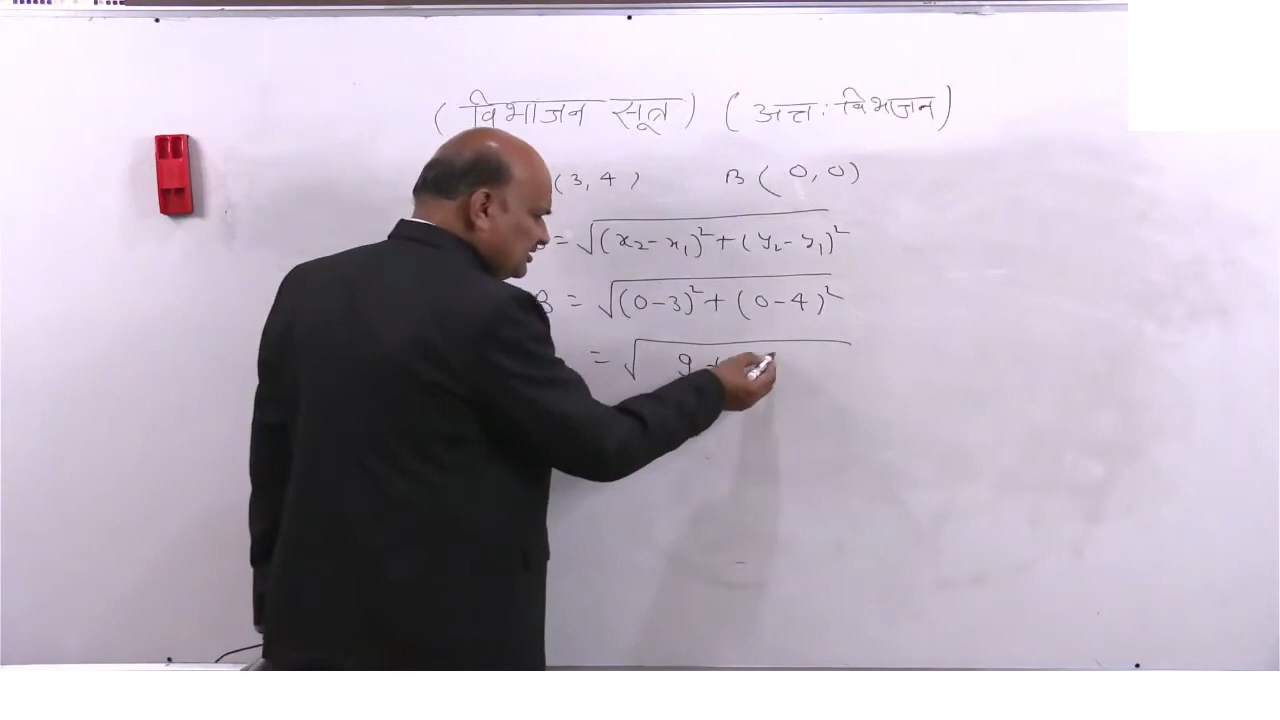 (विभाजन सूत्र) (अन्तः विभाजन)
(3, 4) B (0, 0)
= √(x₂-x₁)² + (y₂-y₁)²
B = √(0-3)² + (0-4)²
= √9 +